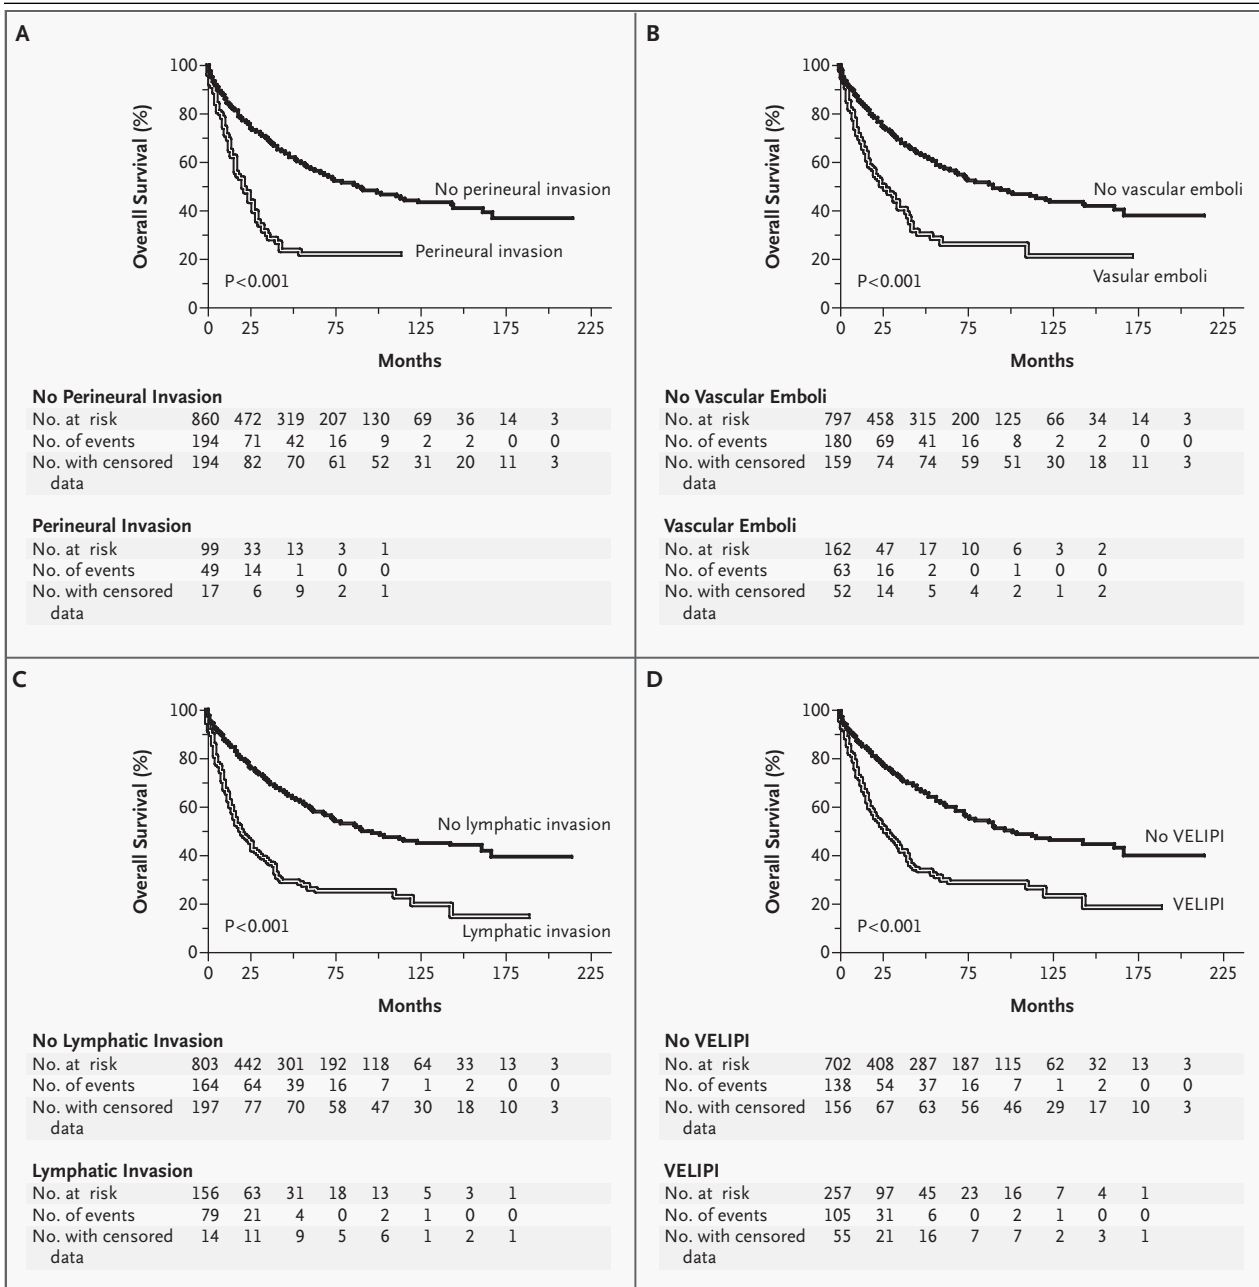 A
100
80
60
40
20
0
Overall Survival (%)
No perineural invasion
Perineural invasion
P<0.001
0 25 75 125 175 225
Months
No Perineural Invasion
No. at risk 860 472 319 207 130 69 36 14 3
No. of events 194 71 42 16 9 2 2 0 0
No. with censored 194 82 70 61 52 31 20 11 3
data
Perineural Invasion
No. at risk 99 33 13 3 1
No. of events 49 14 1 0 0
No. with censored 17 6 9 2 1
data
B
100
80
60
40
20
0
Overall Survival (%)
No vascular emboli
Vasular emboli
P<0.001
0 25 75 125 175 225
Months
No Vascular Emboli
No. at risk 797 458 315 200 125 66 34 14 3
No. of events 180 69 41 16 8 2 2 0 0
No. with censored 159 74 74 59 51 30 18 11 3
data
Vascular Emboli
No. at risk 162 47 17 10 6 3 2
No. of events 63 16 2 0 1 0 0
No. with censored 52 14 5 4 2 1 2
data
C
100
80
60
40
20
0
Overall Survival (%)
No lymphatic invasion
P<0.001
Lymphatic invasion
0 25 75 125 175 225
Months
No Lymphatic Invasion
No. at risk 803 442 301 192 118 64 33 13 3
No. of events 164 64 39 16 7 1 2 0 0
No. with censored 197 77 70 58 47 30 18 10 3
data
Lymphatic Invasion
No. at risk 156 63 31 18 13 5 3 1
No. of events 79 21 4 0 2 1 0 0
No. with censored 14 11 9 5 6 1 2 1
data
D
100
80
60
40
20
0
Overall Survival (%)
No VELIPI
VELIPI
P<0.001
0 25 75 125 175 225
Months
No VELIPI
No. at risk 702 408 287 187 115 62 32 13 3
No. of events 138 54 37 16 7 1 2 0 0
No. with censored 156 67 63 56 46 29 17 10 3
data
VELIPI
No. at risk 257 97 45 23 16 7 4 1
No. of events 105 31 6 0 2 1 0 0
No. with censored 55 21 16 7 7 2 3 1
data